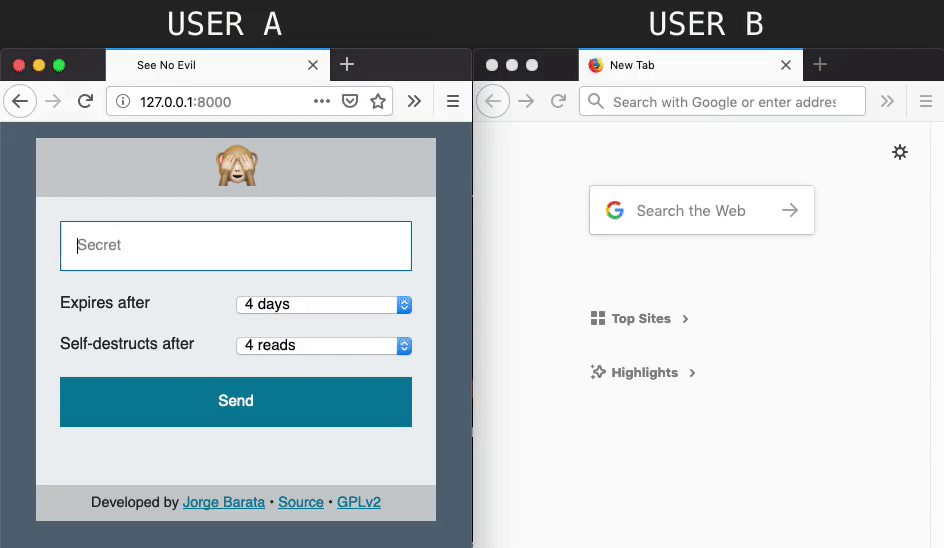 USER A
USER B
See No Evil
New Tab
127.0.0.1:8000
Search with Google or enter addres
Secret
Expires after
4 days
Self-destructs after
4 reads
Send
Developed by Jorge Barata • Source • GPLv2
Search the Web
Top Sites
Highlights